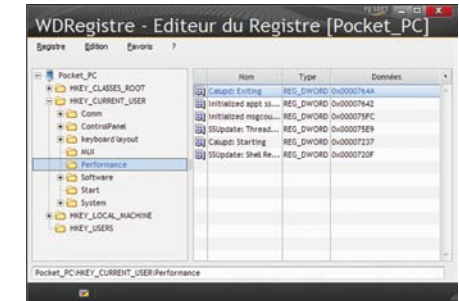 WDRegistre - Editeur du Registre [Pocket_PC]
Registre Edition Favoris ?
Pocket_PC
HKEY_CLASSES_ROOT
HKEY_CURRENT_USER
Comm
ControlPanel
keyboard layout
MUI
Performance
Software
Start
System
HKEY_LOCAL_MACHINE
HKEY_USERS
Nom Type Données
Calupd: Exiting REG_DWORD 0x0000764A
Initialized appt ss... REG_DWORD 0x00007642
Initialized msgcou... REG_DWORD 0x000075FC
SSUpdate: Thread... REG_DWORD 0x000075E9
Calupd: Starting REG_DWORD 0x00007237
SSUpdate: Shel Re... REG_DWORD 0x0000720F
Pocket_PC\HKEY_CURRENT_USER\Performance